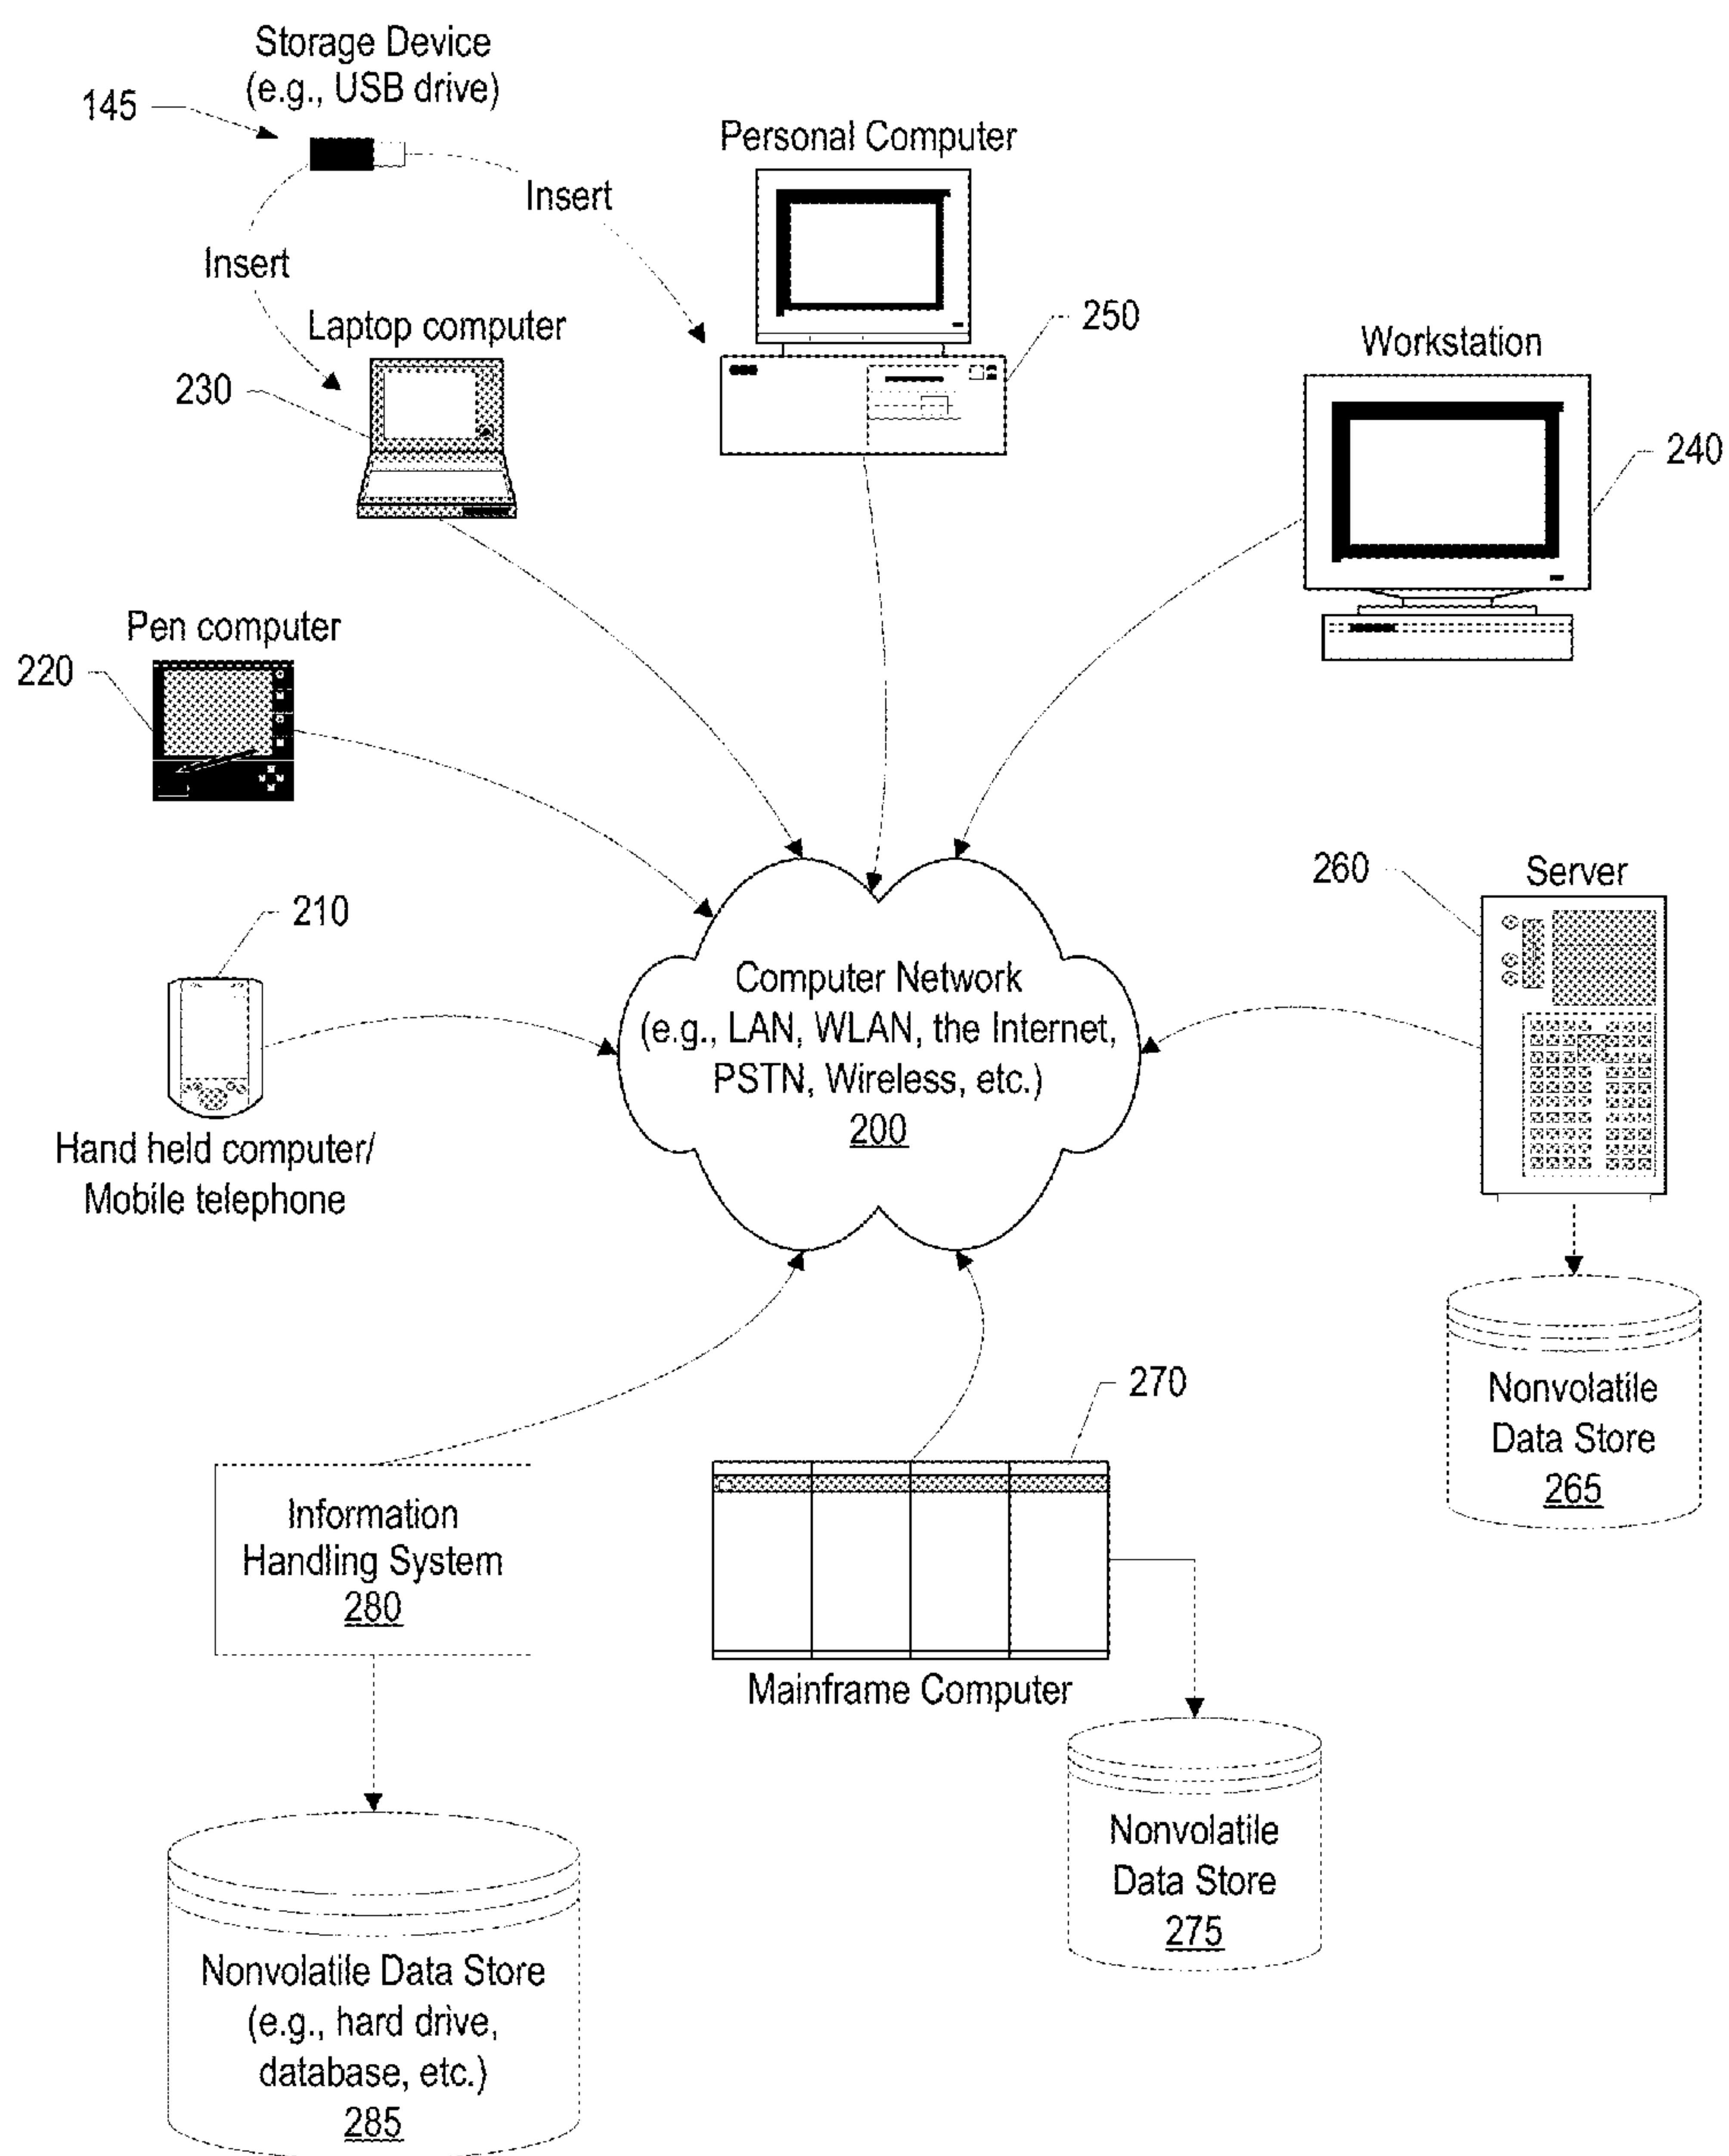 Storage Device
(e.g., USB drive)
145
Personal Computer
Insert
Insert
Laptop computer
250
Workstation
230
240
Pen computer
220
260
Server
210
Computer Network
(e.g., LAN, WLAN, the Internet,
PSTN, Wireless, etc.)
200
Hand held computer/
Mobile telephone
270
Nonvolatile
Data Store
265
Information
Handling System
280
Mainframe Computer
Nonvolatile
Data Store
275
Nonvolatile Data Store
(e.g., hard drive,
database, etc.)
285